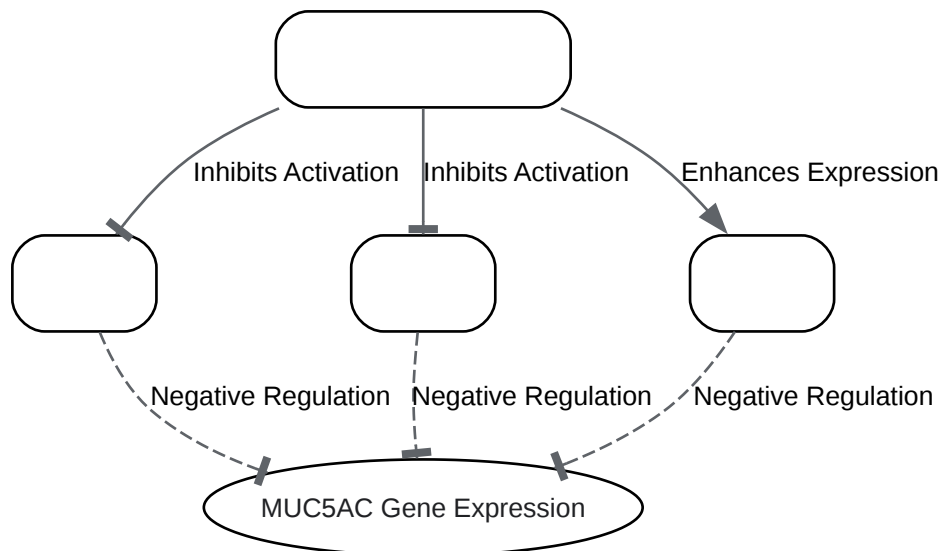 Inhibits Activation
Inhibits Activation
Enhances Expression
Negative Regulation
Negative Regulation
Negative Regulation
MUC5AC Gene Expression